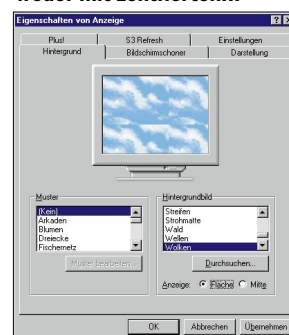 Eigenschaften von Anzeige
Plus! S3 Refresh Einstellungen
Hintergrund Bildschirmschoner Darstellung
Muster
(Kein)
Arkaden
Blumen
Dreiecke
Fischernetz
Muster bearbeiten...
Hintergrundbild
Streifen
Strohmatte
Wald
Wellen
Wolken
Durchsuchen...
Anzeige: Fläche Mitte
OK Abbrechen Übernehmen